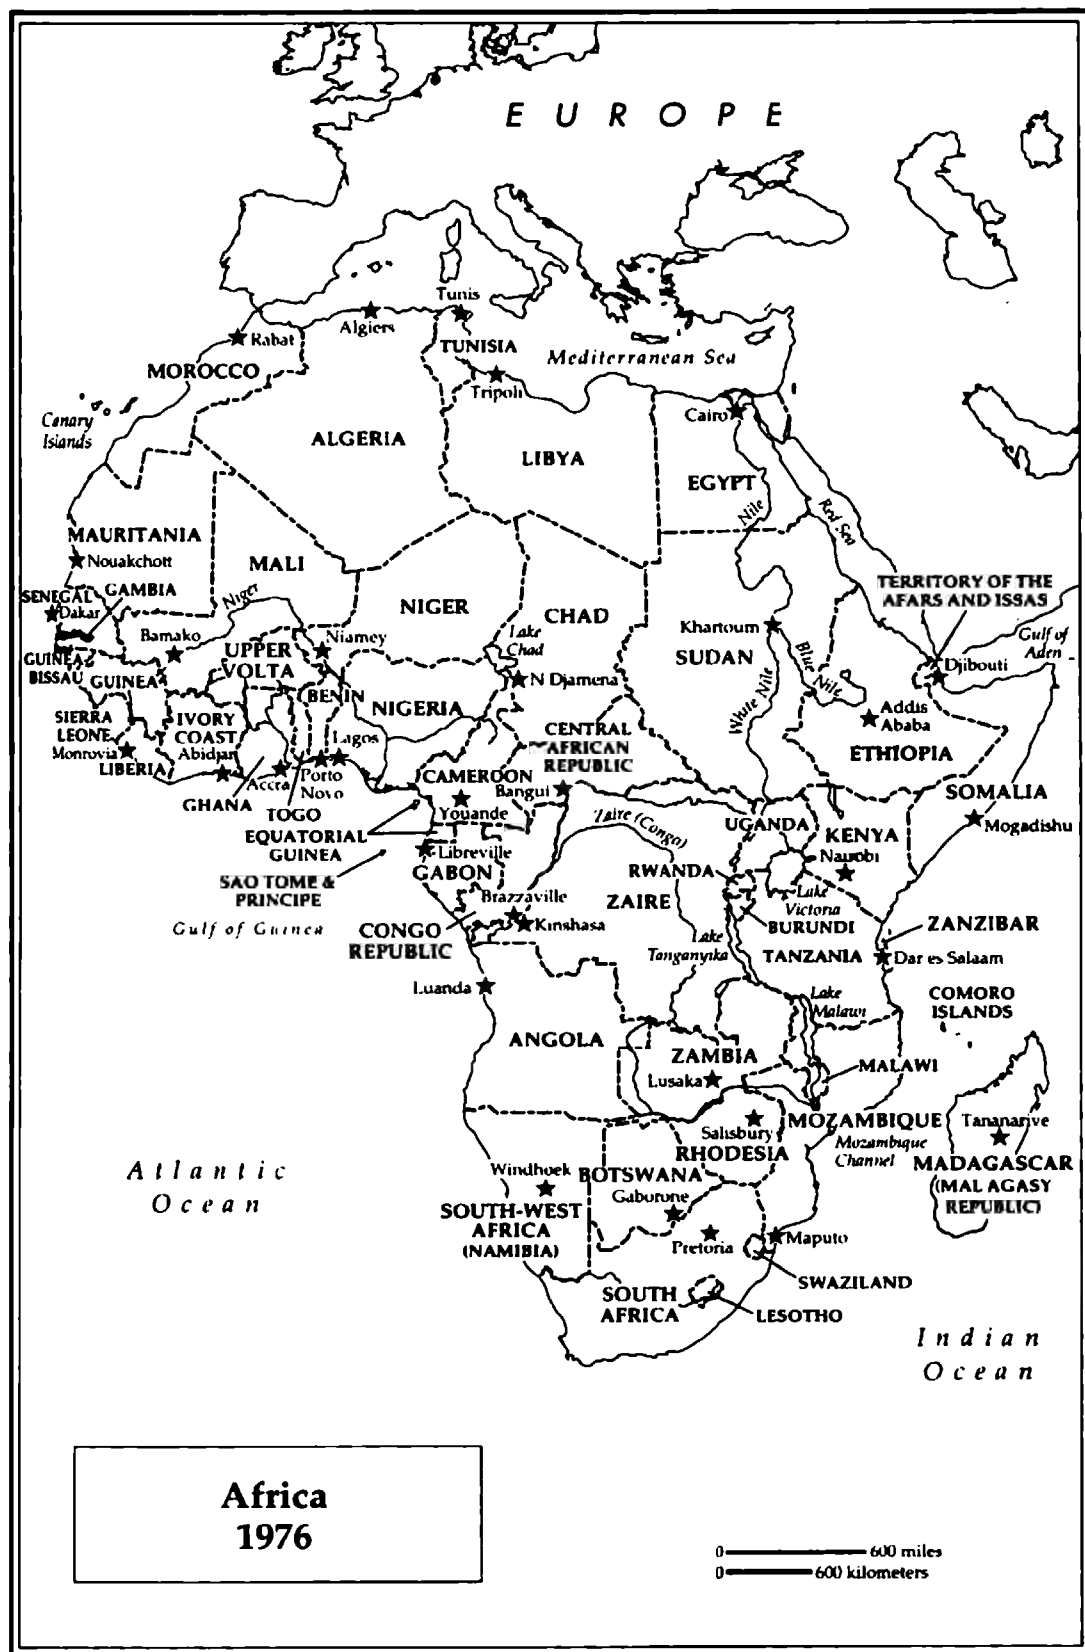 EUROPE
Tunis
Algiers
Rabat
TUNISIA
Mediterranean Sea
MOROCCO
Tripoli
Canary
Islands
Cairo
ALGERIA
LIBYA
EGYPT
Nile
Red Sea
MAURITANIA
Nouakchott
MALI
TERRITORY OF THE
AFARS AND ISSAS
SENEGAL
GAMBIA
Dakar
Niger
NIGER
CHAD
Khartoum
Gulf of
Aden
Bamako
Niamey
Lake
Chad
SUDAN
Blue Nile
GUINEA
BISSAU
GUINEA
UPPER
VOLTA
Djibouti
N Djamena
BENIN
White Nile
NIGERIA
SIERRA
LEONE
IVORY
COAST
Addis
Ababa
CENTRAL
AFRICAN
REPUBLIC
Monrovia
Abidjan
Lagos
ETHIOPIA
LIBERIA
Accra
Porto
Novo
CAMEROON
Bangui
SOMALIA
GHANA
TOGO
Youande
Zaire (Congo)
UGANDA
KENYA
Mogadishu
EQUATORIAL
GUINEA
Libreville
Nairobi
GABON
RWANDA
SAO TOME &
PRINCIPE
Brazzaville
ZAIRE
Lake
Victoria
Gulf of Guinea
Kinshasa
BURUNDI
ZANZIBAR
CONGO
REPUBLIC
Lake
Tanganyika
TANZANIA
Dar es Salaam
Luanda
Lake
Malawi
COMORO
ISLANDS
ANGOLA
ZAMBIA
MALAWI
Lusaka
MOZAMBIQUE
Salisbury
Tananarive
RHODESIA
Mozambique
Channel
Atlantic
Ocean
Windhoek
BOTSWANA
MADAGASCAR
(MALAGASY
REPUBLIC)
Gaborone
SOUTH-WEST
AFRICA
(NAMIBIA)
Pretoria
Maputo
SWAZILAND
SOUTH
AFRICA
LESOTHO
Indian
Ocean
Africa
1976
0 600 miles
0 600 kilometers